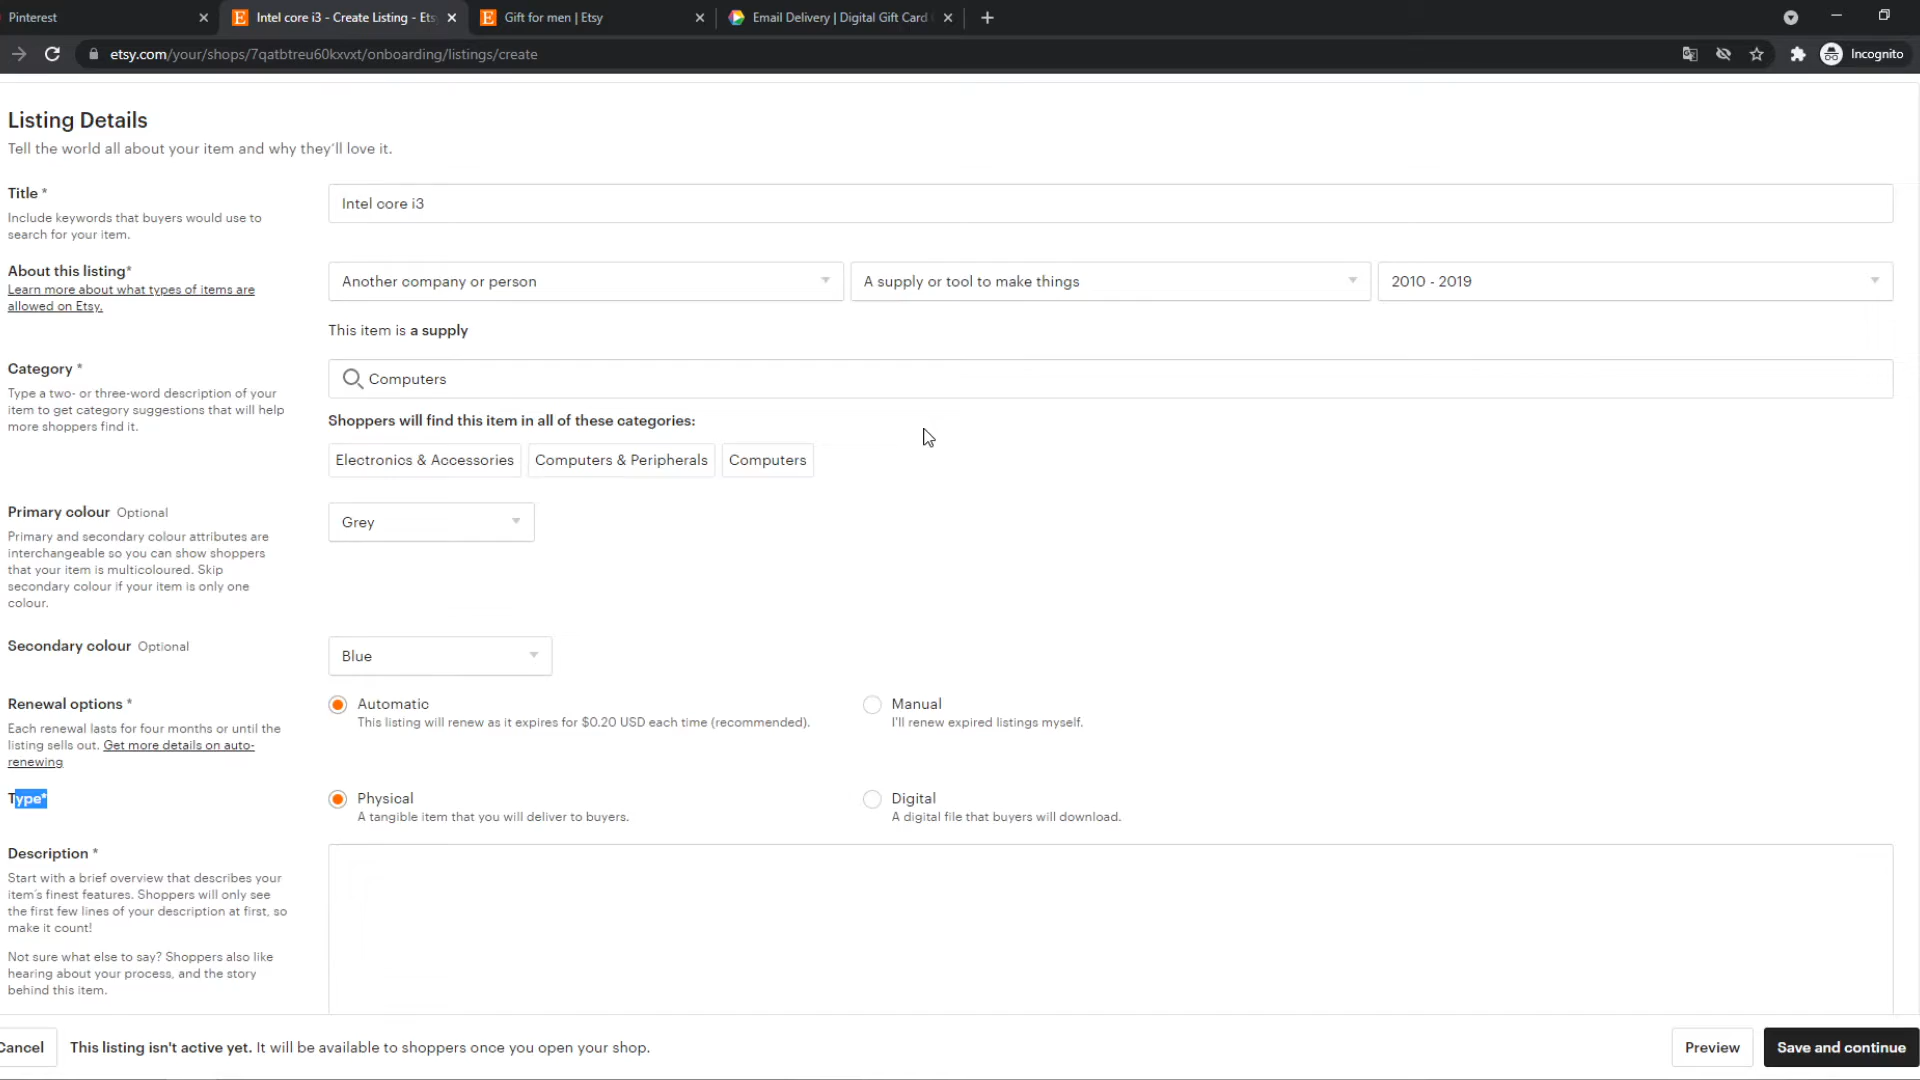 Pinterest
Intel core i3 - Create Listing - Ets
Gift for men | Etsy
Email Delivery | Digital Gift Card
etsy.com/your/shops/7qatbtreu60kxvxt/onboarding/listings/create
Incognito
Listing Details
Tell the world all about your item and why they'll love it.
Title *
Include keywords that buyers would use to
search for your item.
Intel core i3
About this listing*
Learn more about what types of items are
allowed on Etsy.
Another company or person
A supply or tool to make things
2010 - 2019
This item is a supply
Category *
Type a two- or three-word description of your
item to get category suggestions that will help
more shoppers find it.
Computers
Shoppers will find this item in all of these categories:
Electronics & Accessories
Computers & Peripherals
Computers
Primary colour Optional
Primary and secondary colour attributes are
interchangeable so you can show shoppers
that your item is multicoloured. Skip
secondary colour if your item is only one
colour.
Grey
Secondary colour Optional
Blue
Renewal options *
Each renewal lasts for four months or until the
listing sells out. Get more details on auto-
renewing
Automatic
This listing will renew as it expires for $0.20 USD each time (recommended).
Manual
I'll renew expired listings myself.
Type*
Physical
A tangible item that you will deliver to buyers.
Digital
A digital file that buyers will download.
Description *
Start with a brief overview that describes your
item's finest features. Shoppers will only see
the first few lines of your description at first, so
make it count!
Not sure what else to say? Shoppers also like
hearing about your process, and the story
behind this item.
Cancel
This listing isn't active yet. It will be available to shoppers once you open your shop.
Preview
Save and continue